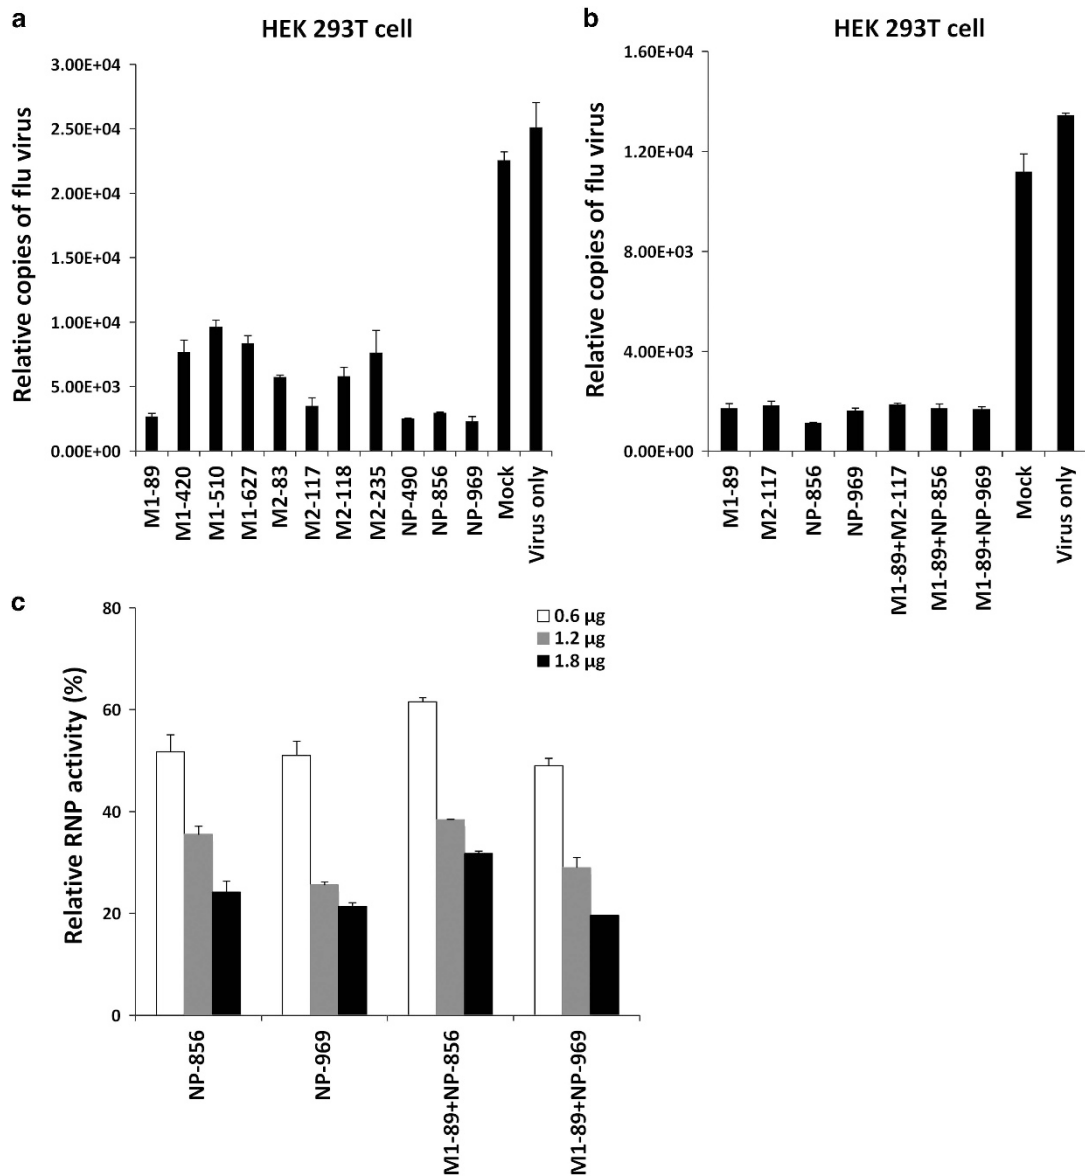 a
HEK 293T cell
Relative copies of flu virus
3.00E+04
2.50E+04
2.00E+04
1.50E+04
1.00E+04
5.00E+03
0.00E+00
M1-89
M1-420
M1-510
M1-627
M2-83
M2-117
M2-118
M2-235
NP-490
NP-856
NP-969
Mock
Virus only
b
HEK 293T cell
Relative copies of flu virus
1.60E+04
1.20E+04
8.00E+03
4.00E+03
0.00E+00
M1-89
M2-117
NP-856
NP-969
M1-89+M2-117
M1-89+NP-856
M1-89+NP-969
Mock
Virus only
c
Relative RNP activity (%)
80
60
40
20
0
0.6 µg
1.2 µg
1.8 µg
NP-856
NP-969
M1-89+NP-856
M1-89+NP-969